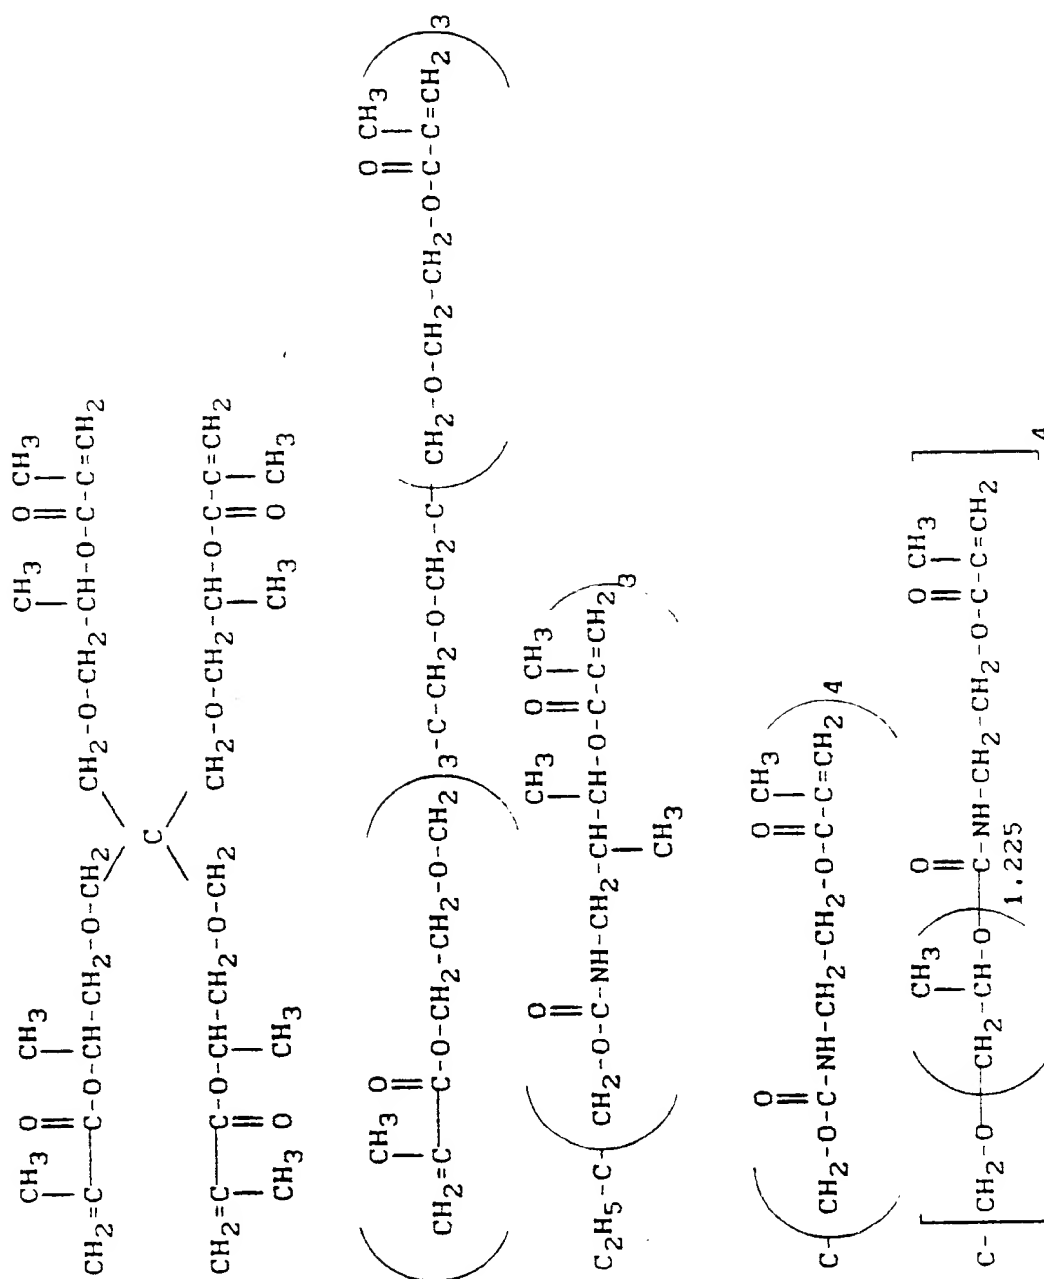 CH3 O CH3 O CH3
CH2=C-C-O-CH-CH2-O-CH2 CH2-O-CH2-CH-O-C-C=CH2
C
CH2=C-C-O-CH-CH2-O-CH2 CH2-O-CH2-CH-O-C-C=CH2
CH3 O CH3 CH3 O CH3
CH3 O O CH3
(CH2=C-C-O-CH2-CH2-O-CH2)3-C-CH2-O-CH2-C-(CH2-O-CH2-CH2-O-C-C=CH2)3
O CH3 O CH3
C2H5-C-(CH2-O-C-NH-CH2-CH-CH-O-C-C=CH2)3
CH3
O O CH3
C-(CH2-O-C-NH-CH2-CH2-O-C-C=CH2)4
CH3 O O CH3
C-[CH2-O-(CH2-CH-O)-C-NH-CH2-CH2-O-C-C=CH2]4
1.225